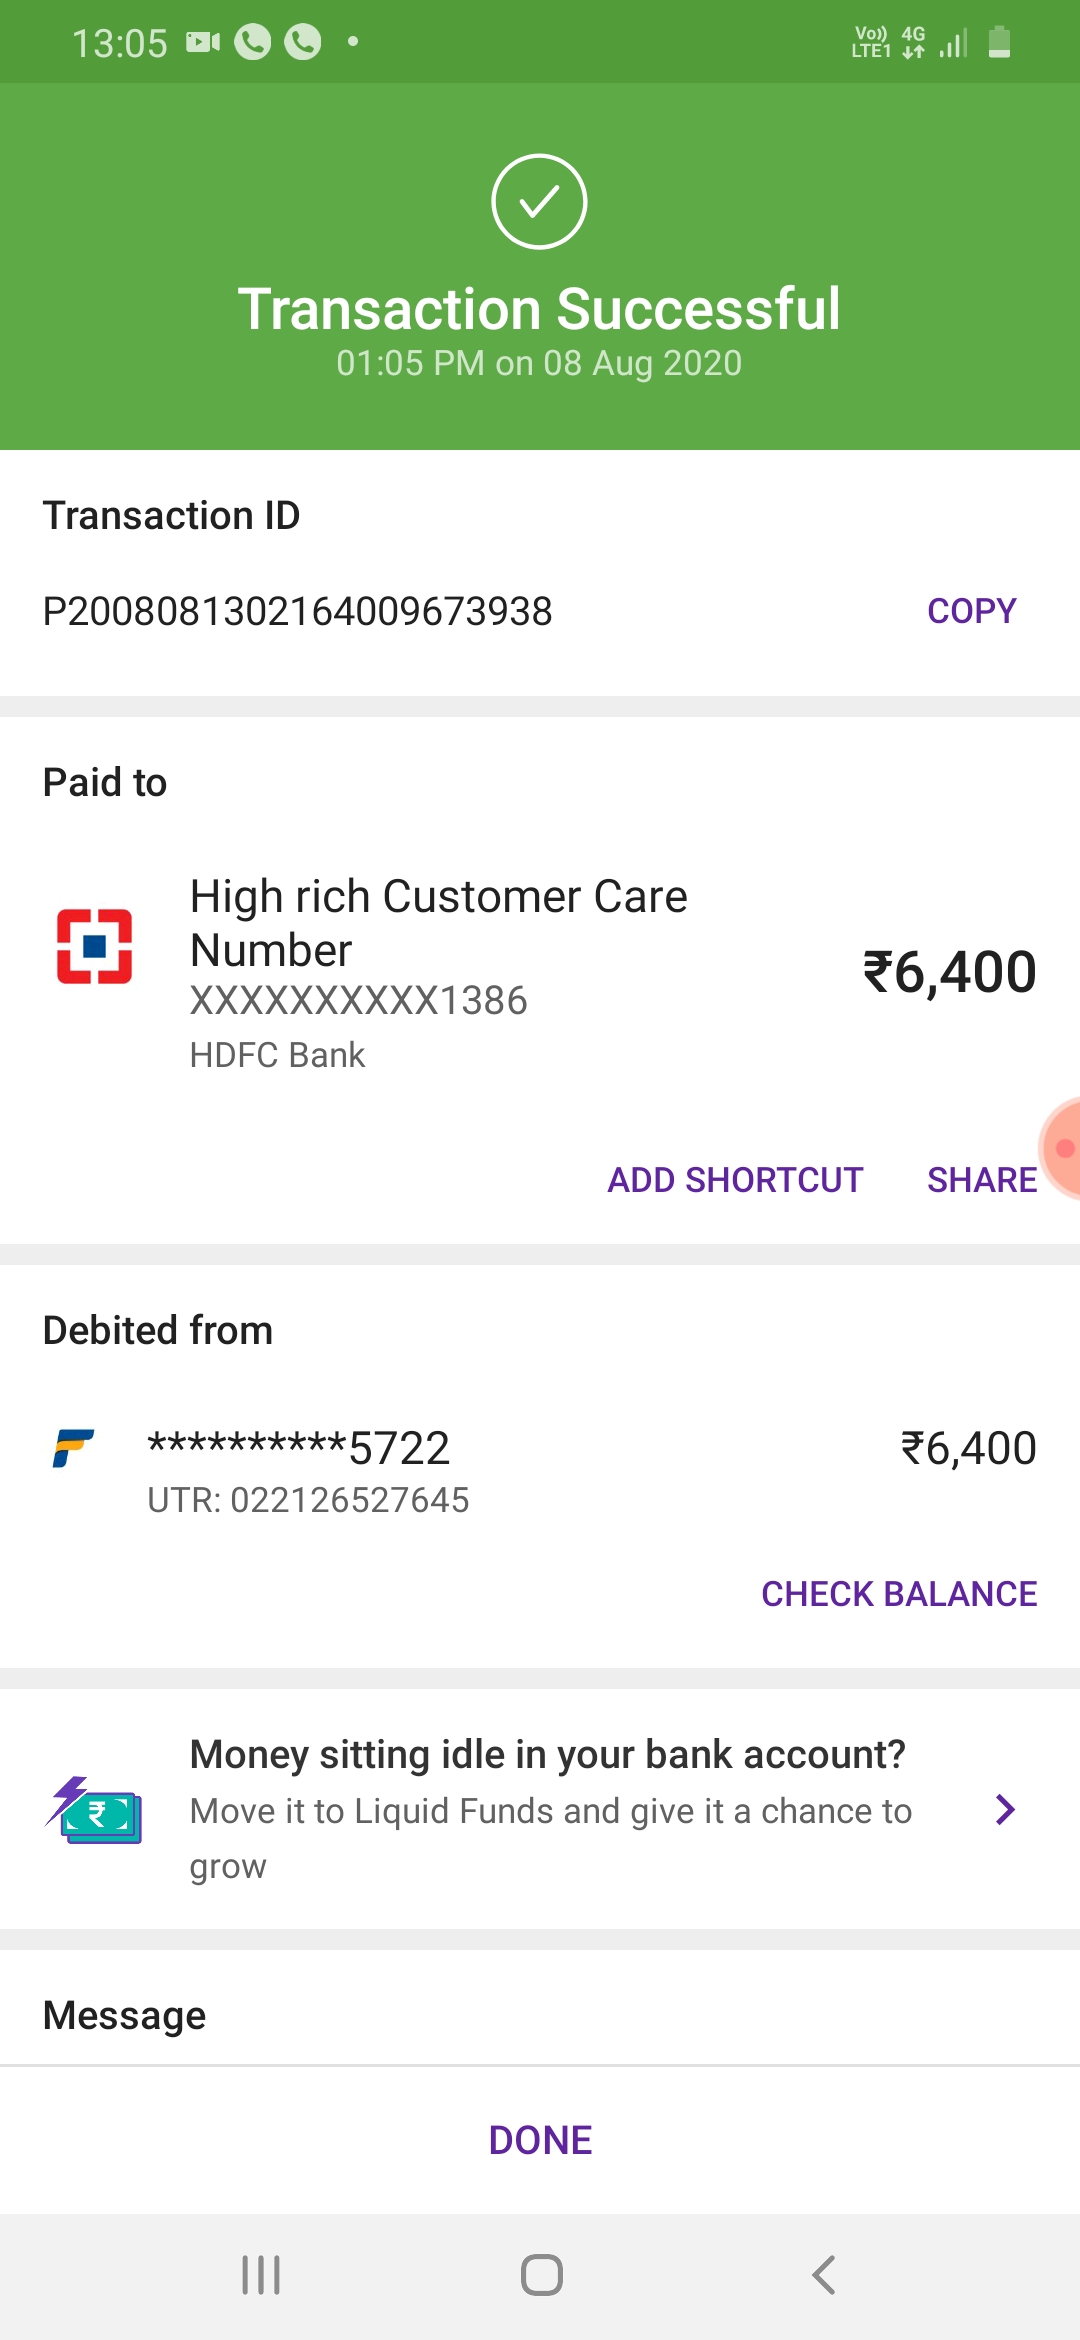 13:05
Vo)) 4G
LTE1
Transaction Successful
01:05 PM on 08 Aug 2020
Transaction ID
P2008081302164009673938
COPY
Paid to
High rich Customer Care
Number
XXXXXXXXXX1386
HDFC Bank
₹6,400
ADD SHORTCUT
SHARE
Debited from
**********5722
₹6,400
UTR: 022126527645
CHECK BALANCE
Money sitting idle in your bank account?
Move it to Liquid Funds and give it a chance to
grow
Message
DONE